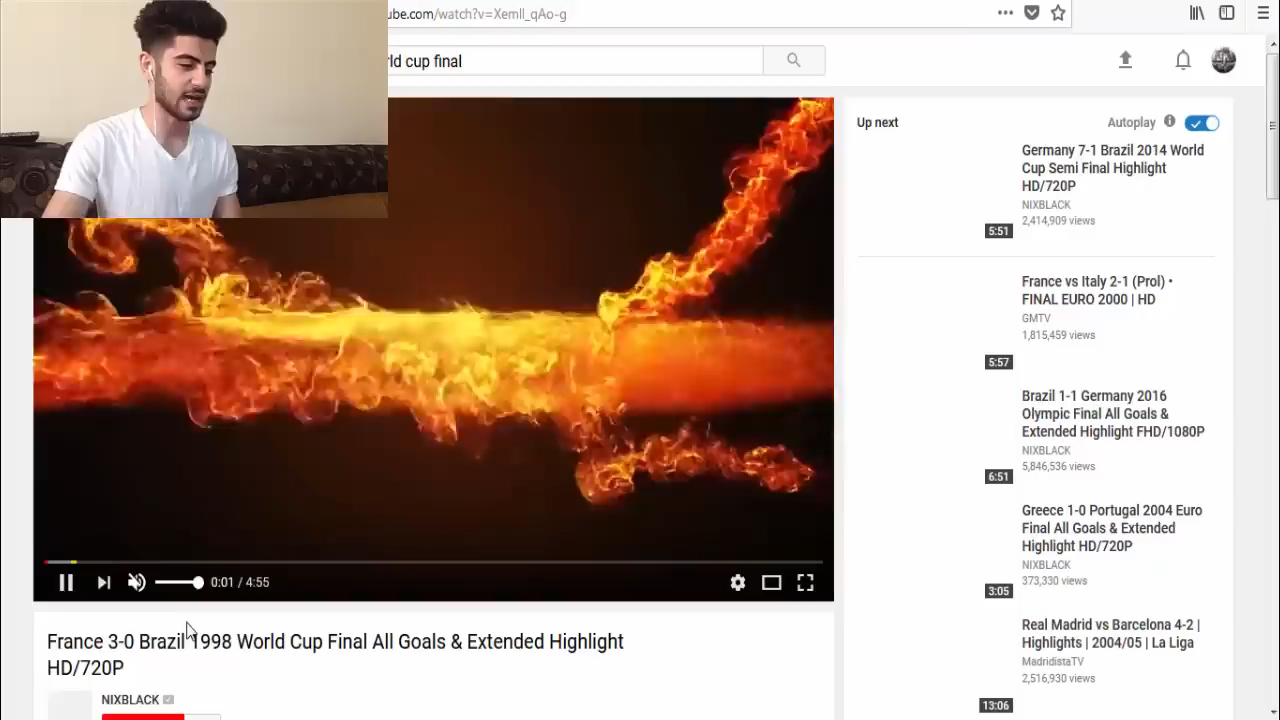 ube.com/watch?v=Xemll_qAo-g
rld cup final
Up next
Autoplay
Germany 7-1 Brazil 2014 World
Cup Semi Final Highlight
HD/720P
NIXBLACK
2,414,909 views
5:51
France vs Italy 2-1 (Prol) •
FINAL EURO 2000 | HD
GMTV
1,815,459 views
5:57
Brazil 1-1 Germany 2016
Olympic Final All Goals &
Extended Highlight FHD/1080P
NIXBLACK
5,846,536 views
6:51
Greece 1-0 Portugal 2004 Euro
Final All Goals & Extended
Highlight HD/720P
NIXBLACK
373,330 views
3:05
Real Madrid vs Barcelona 4-2 |
Highlights | 2004/05 | La Liga
MadridistaTV
2,516,930 views
13:06
0:01 / 4:55
France 3-0 Brazil 1998 World Cup Final All Goals & Extended Highlight
HD/720P
NIXBLACK